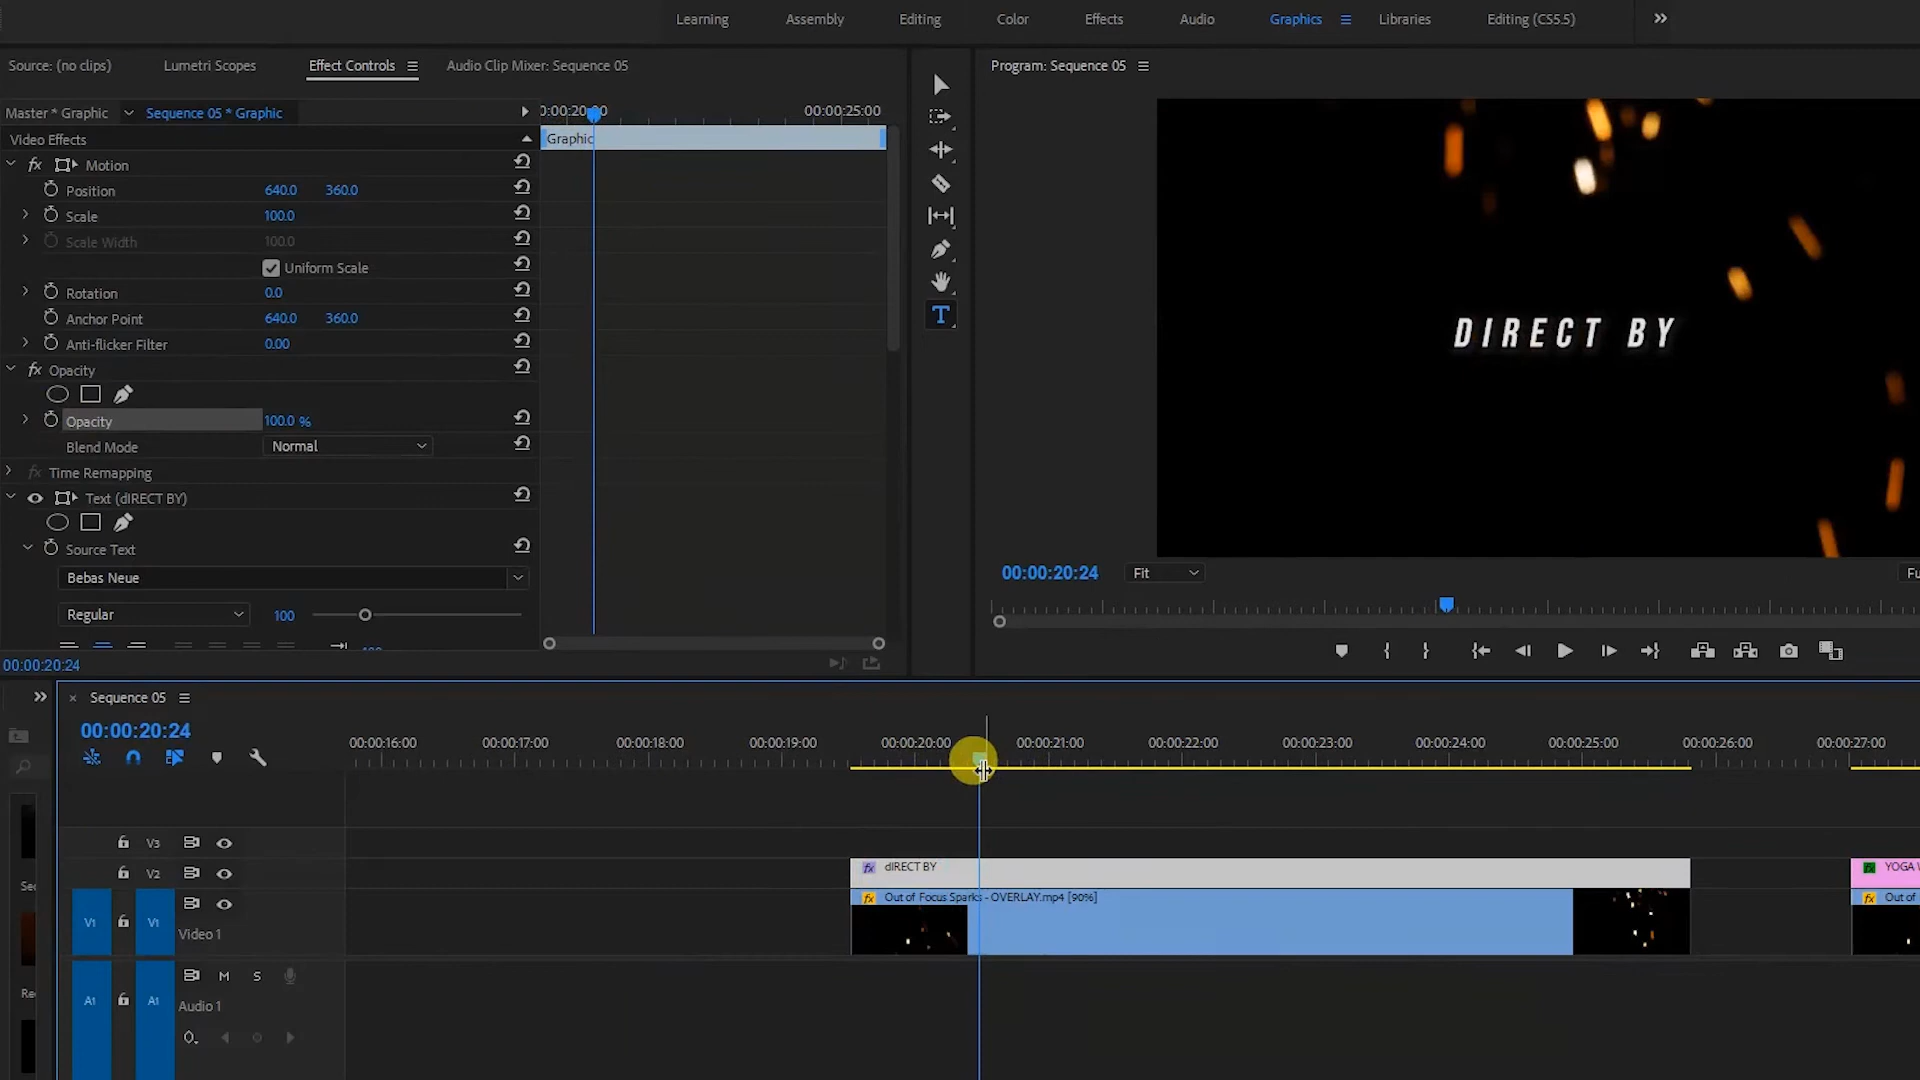 Learning Assembly Editing Color Effects Audio Graphics Libraries Editing (CS5.5)
Source: (no clips) Lumetri Scopes Effect Controls Audio Clip Mixer: Sequence 05
Program: Sequence 05
Master * Graphic Sequence 05 * Graphic
00:00:25:00
Video Effects
Graphic
fx Motion
Position 640.0 360.0
Scale 100.0
Scale Width 100.0
Uniform Scale
Rotation 0.0
Anchor Point 640.0 360.0
Anti-flicker Filter 0.00
fx Opacity
Opacity 100.0 %
Blend Mode Normal
fx Time Remapping
Text (dIRECT BY)
Source Text
Bebas Neue
Regular 100
00:00:20:24
DIRECT BY
00:00:20:24 Fit
Sequence 05
00:00:20:24
00:00:16:00 00:00:17:00 00:00:18:00 00:00:19:00 00:00:20:00 00:00:21:00 00:00:22:00 00:00:23:00 00:00:24:00 00:00:25:00 00:00:26:00 00:00:27:00
V3
V2
fx dIRECT BY
fx YOGA
V1 V1
Video 1
fx Out of Focus Sparks - OVERLAY.mp4 [90%]
fx Out of
M S
A1 A1
Audio 1